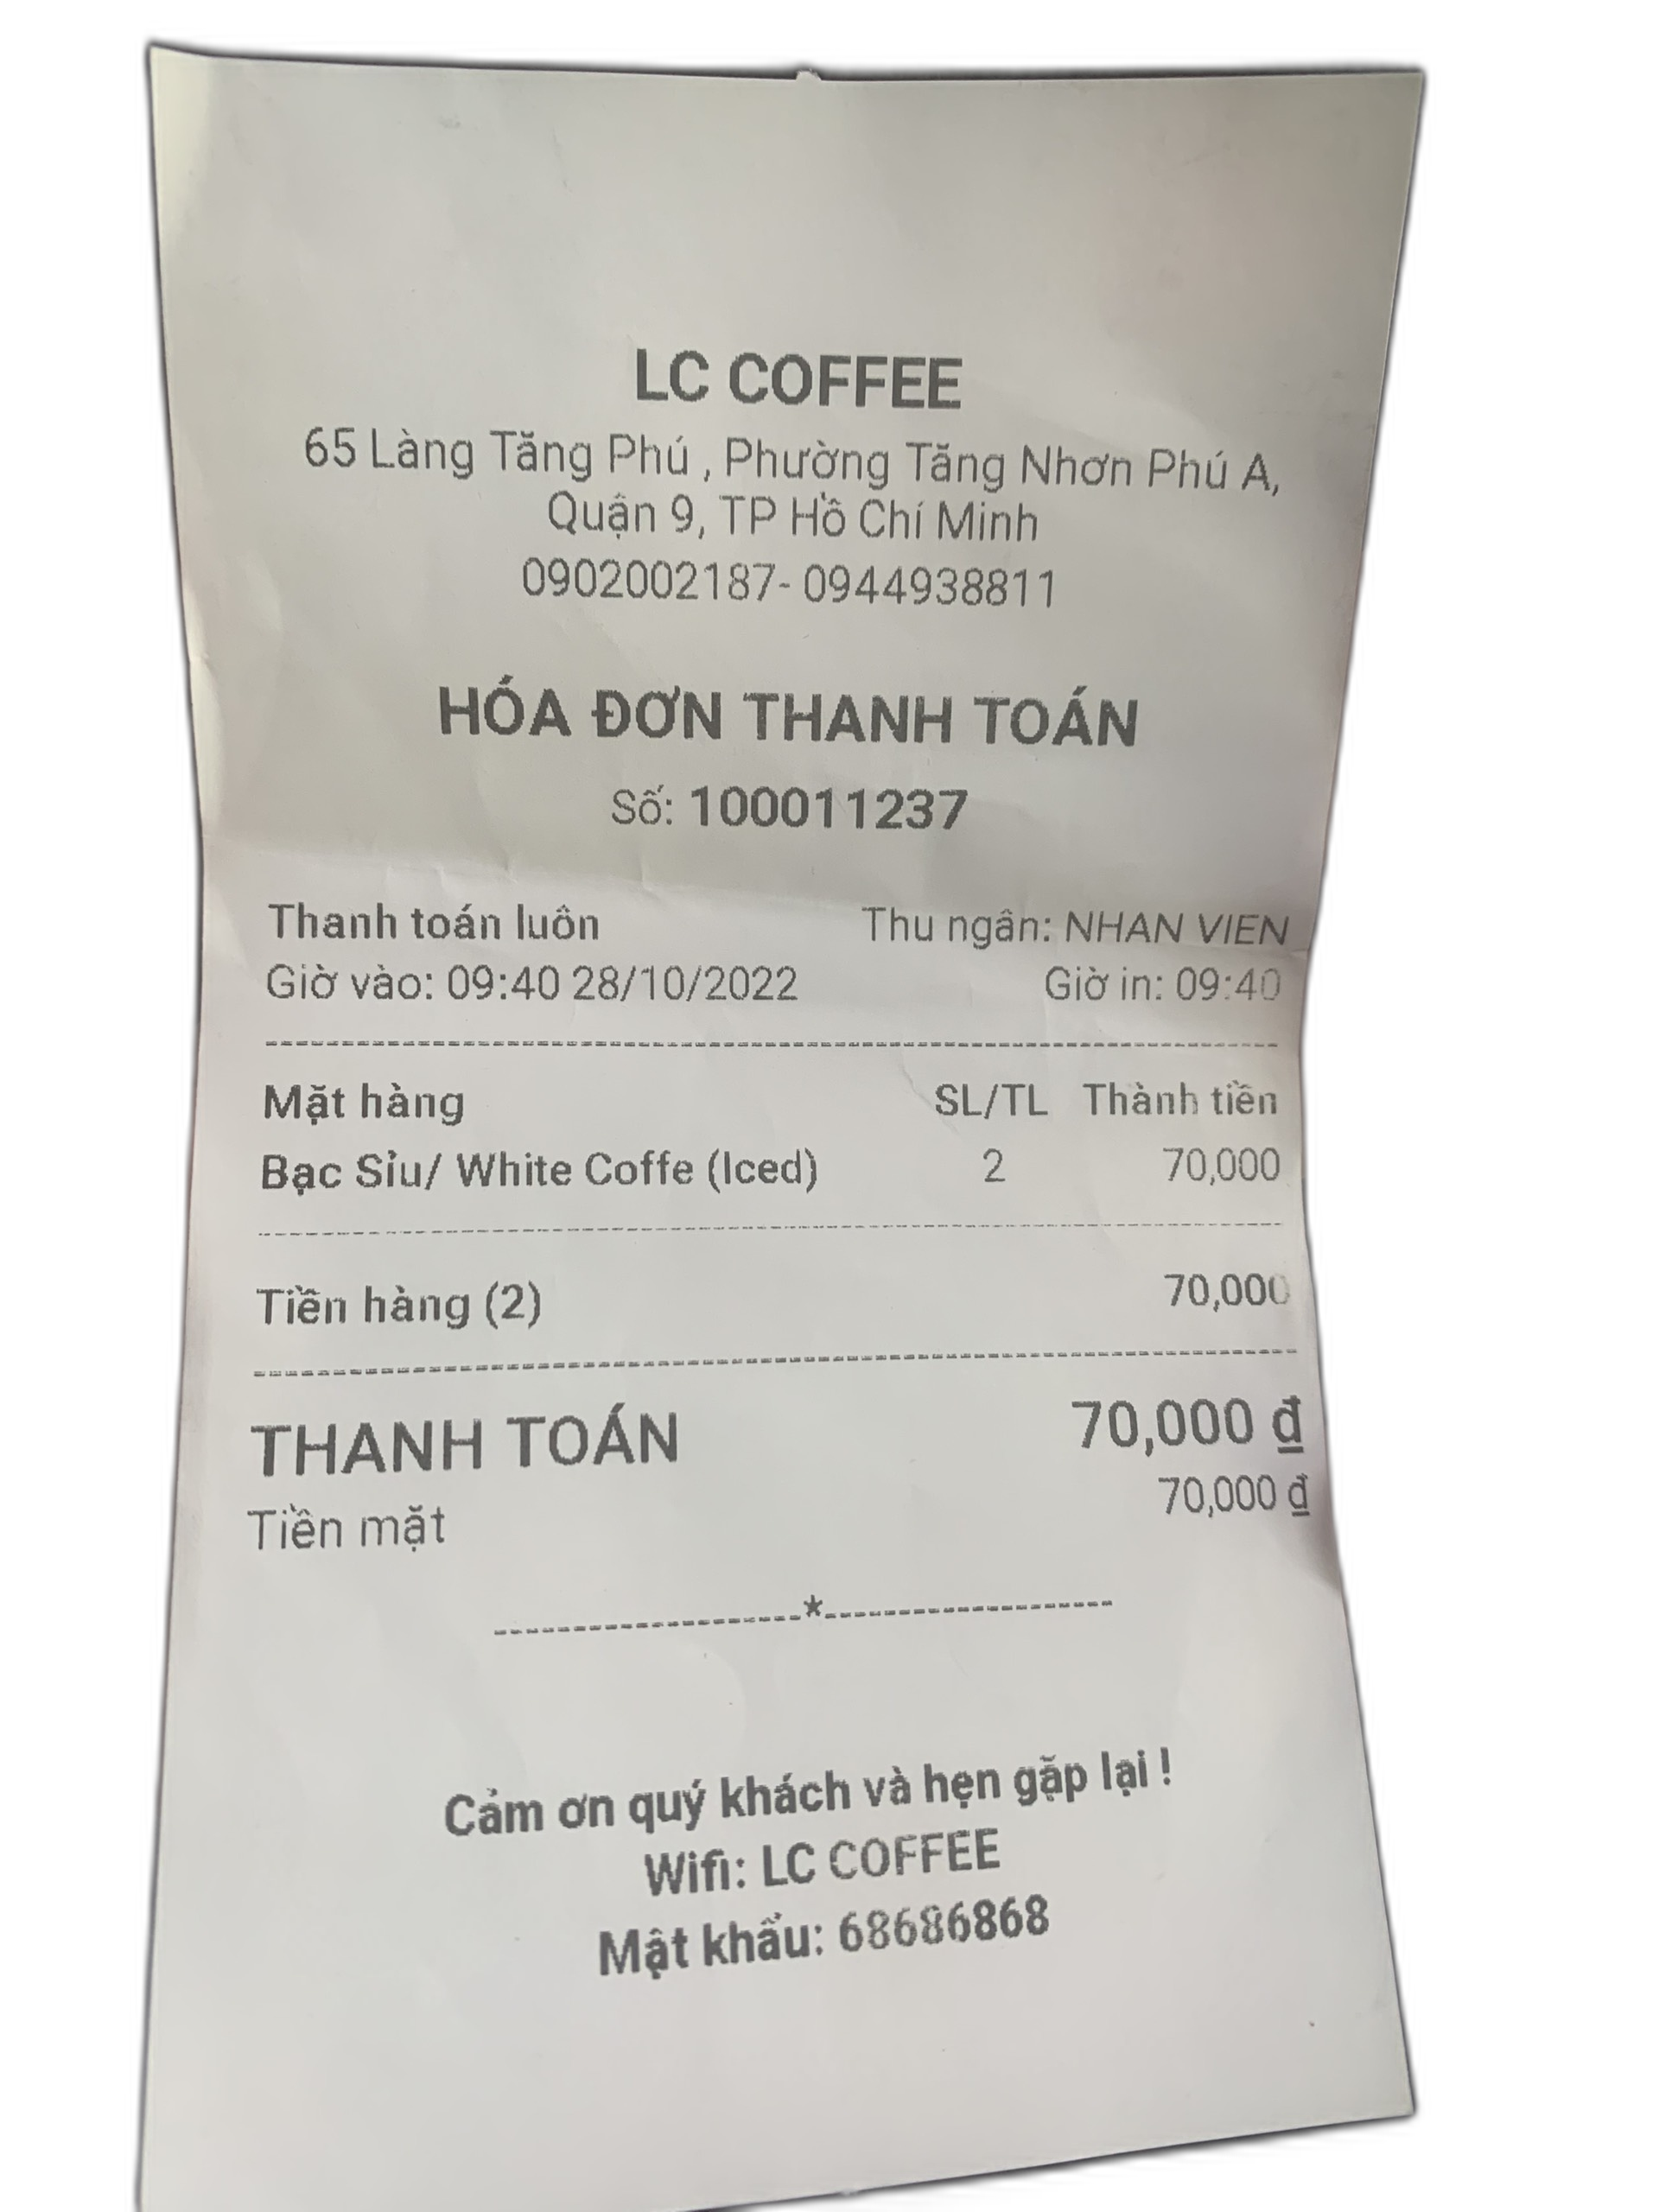 LC COFFEE
65 Làng Tăng Phú , Phường Tăng Nhơn Phú A,
Quận 9, TP Hồ Chí Minh
0902002187- 0944938811
HÓA ĐƠN THANH TOÁN
Số: 100011237
Thanh toán luôn Thu ngân: NHAN VIEN
Giờ vào: 09:40 28/10/2022 Giờ in: 09:40
Mặt hàng SL/TL Thành tiền
Bạc Sỉu/ White Coffe (Iced) 2 70,000
Tiền hàng (2) 70,000
THANH TOÁN 70,000 đ
Tiền mặt 70,000 đ
--------------------*--------------------
Cảm ơn quý khách và hẹn gặp lại !
Wifi: LC COFFEE
Mật khẩu: 68686868